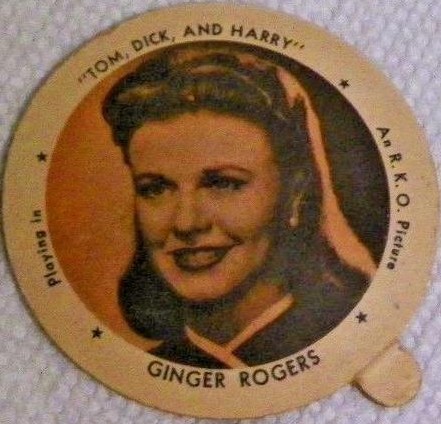 Playing in
"TOM, DICK, AND HARRY"
An R. K. O. Picture
GINGER ROGERS